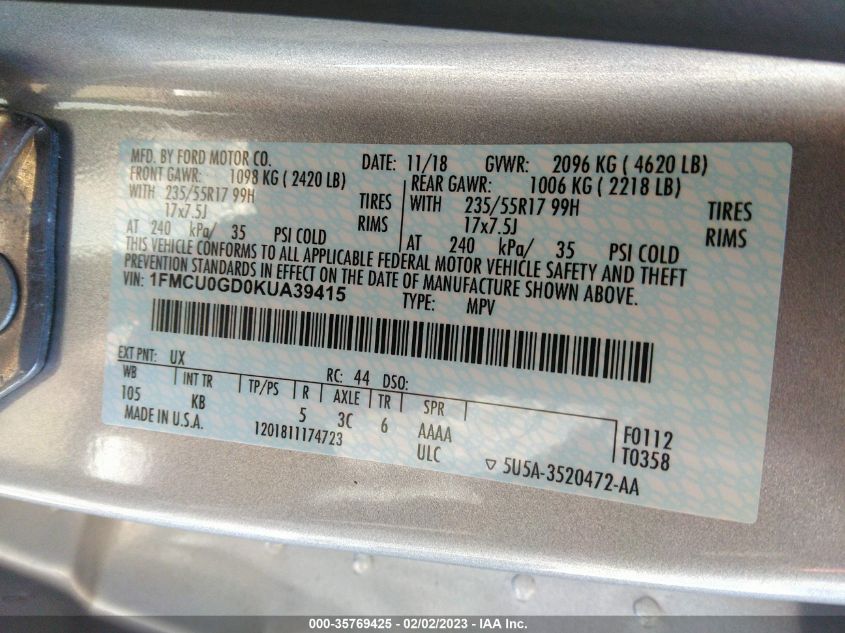 MFD. BY FORD MOTOR CO. DATE: 11/18 GVWR: 2096 KG ( 4620 LB)
FRONT GAWR: 1098 KG ( 2420 LB) REAR GAWR: 1006 KG ( 2218 LB)
WITH 235/55R17 99H TIRES WITH 235/55R17 99H TIRES
17x7.5J RIMS 17x7.5J RIMS
AT 240 kPa/ 35 PSI COLD AT 240 kPa/ 35 PSI COLD
THIS VEHICLE CONFORMS TO ALL APPLICABLE FEDERAL MOTOR VEHICLE SAFETY AND THEFT
PREVENTION STANDARDS IN EFFECT ON THE DATE OF MANUFACTURE SHOWN ABOVE.
VIN: 1FMCU0GD0KUA39415 TYPE: MPV
EXT PNT: UX RC: 44 DSO:
WB INT TR TP/PS R AXLE TR SPR
105 KB 5 3C 6 AAAA F0112
MADE IN U.S.A. 1201811174723 ULC T0358
5U5A-3520472-AA
000-35769425 - 02/02/2023 - IAA Inc.